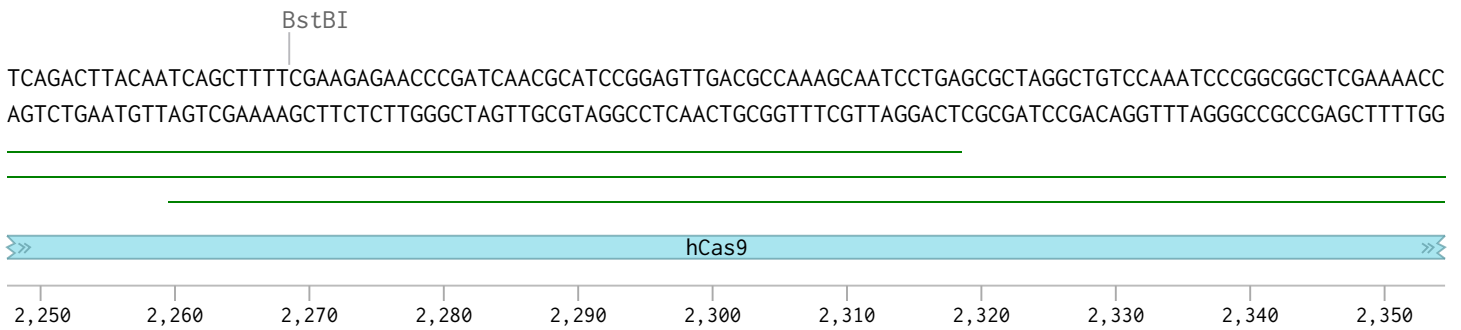 BstBI
TCAGACTTACAATCAGCTTTTCGAAGAGAACCCGATCAACGCATCCGGAGTTGACGCCAAAGCAATCCTGAGCGCTAGGCTGTCCAAATCCCGGCGGCTCGAAAACC
AGTCTGAATGTTAGTCGAAAAGCTTCTCTTGGGCTAGTTGCGTAGGCCTCAACTGCGGTTTCGTTAGGACTCGCGATCCGACAGGTTTAGGGCCGCCGAGCTTTTGG
hCas9
2,250 2,260 2,270 2,280 2,290 2,300 2,310 2,320 2,330 2,340 2,350